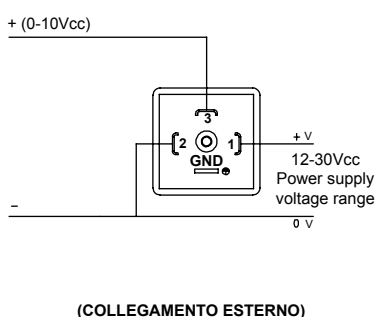 + (0-10Vcc)
3
2
1
GND
+ V
12-30Vcc
Power supply
voltage range
–
0 V
(COLLEGAMENTO ESTERNO)